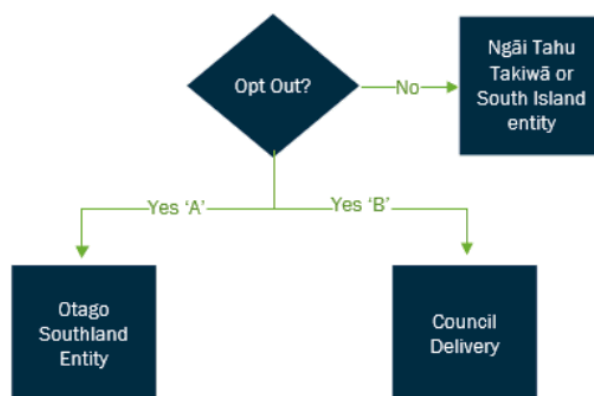 Opt Out?
No
Ngāi Tahu
Takiwā or
South Island
entity
Yes ‘A’
Yes ‘B’
Otago
Southland
Entity
Council
Delivery